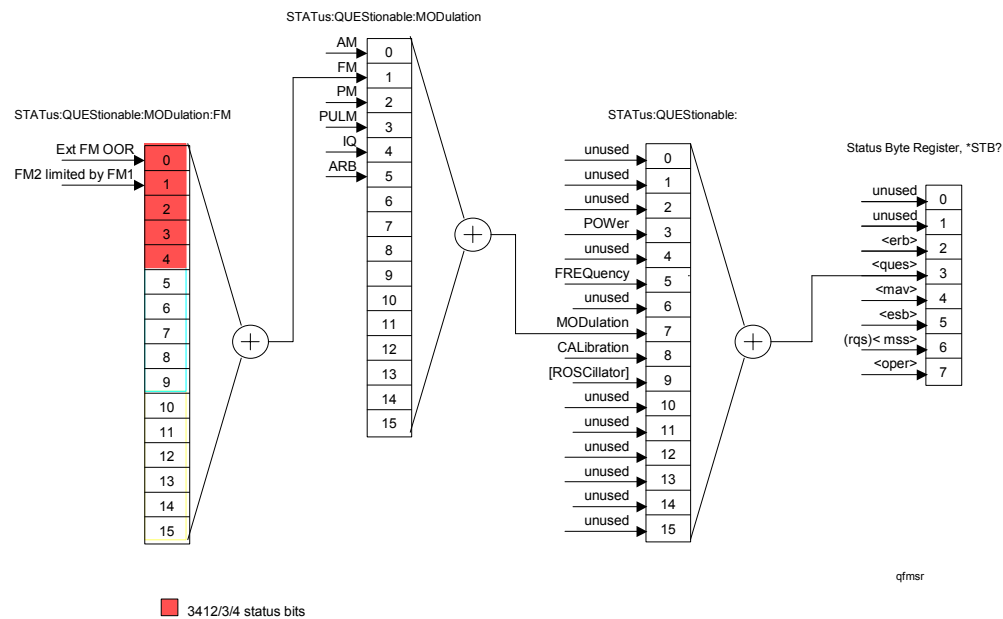 STATus:QUEStionable:MODulation
AM
0
FM
1
PM
2
PULM
3
IQ
4
ARB
5
6
7
8
9
10
11
12
13
14
15
STATus:QUEStionable:MODulation:FM
Ext FM OOR
0
FM2 limited by FM1
1
2
3
4
5
6
7
8
9
10
11
12
13
14
15
STATus:QUEStionable:
unused
0
unused
1
unused
2
POWer
3
unused
4
FREQuency
5
unused
6
MODulation
7
CALibration
8
[ROSCillator]
9
unused
10
unused
11
unused
12
unused
13
unused
14
unused
15
Status Byte Register, *STB?
unused
0
unused
1
<erb>
2
<ques>
3
<mav>
4
<esb>
5
(rqs)< mss>
6
<oper>
7
qfmsr
3412/3/4 status bits